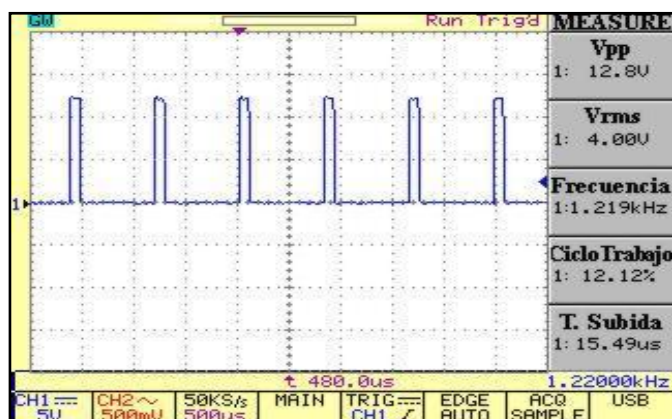 GW Run Trig'd MEASURE
Vpp
1: 12.8V
Vrms
1: 4.00V
Frecuencia
1:1.219kHz
Ciclo Trabajo
1: 12.12%
T. Subida
1: 15.49us
1
t 480.0us 1.22000kHz
CH1 CH2 50KS/s MAIN TRIG EDGE ACQ USB
5V 500mV 500us CH1 AUTO SAMPLE